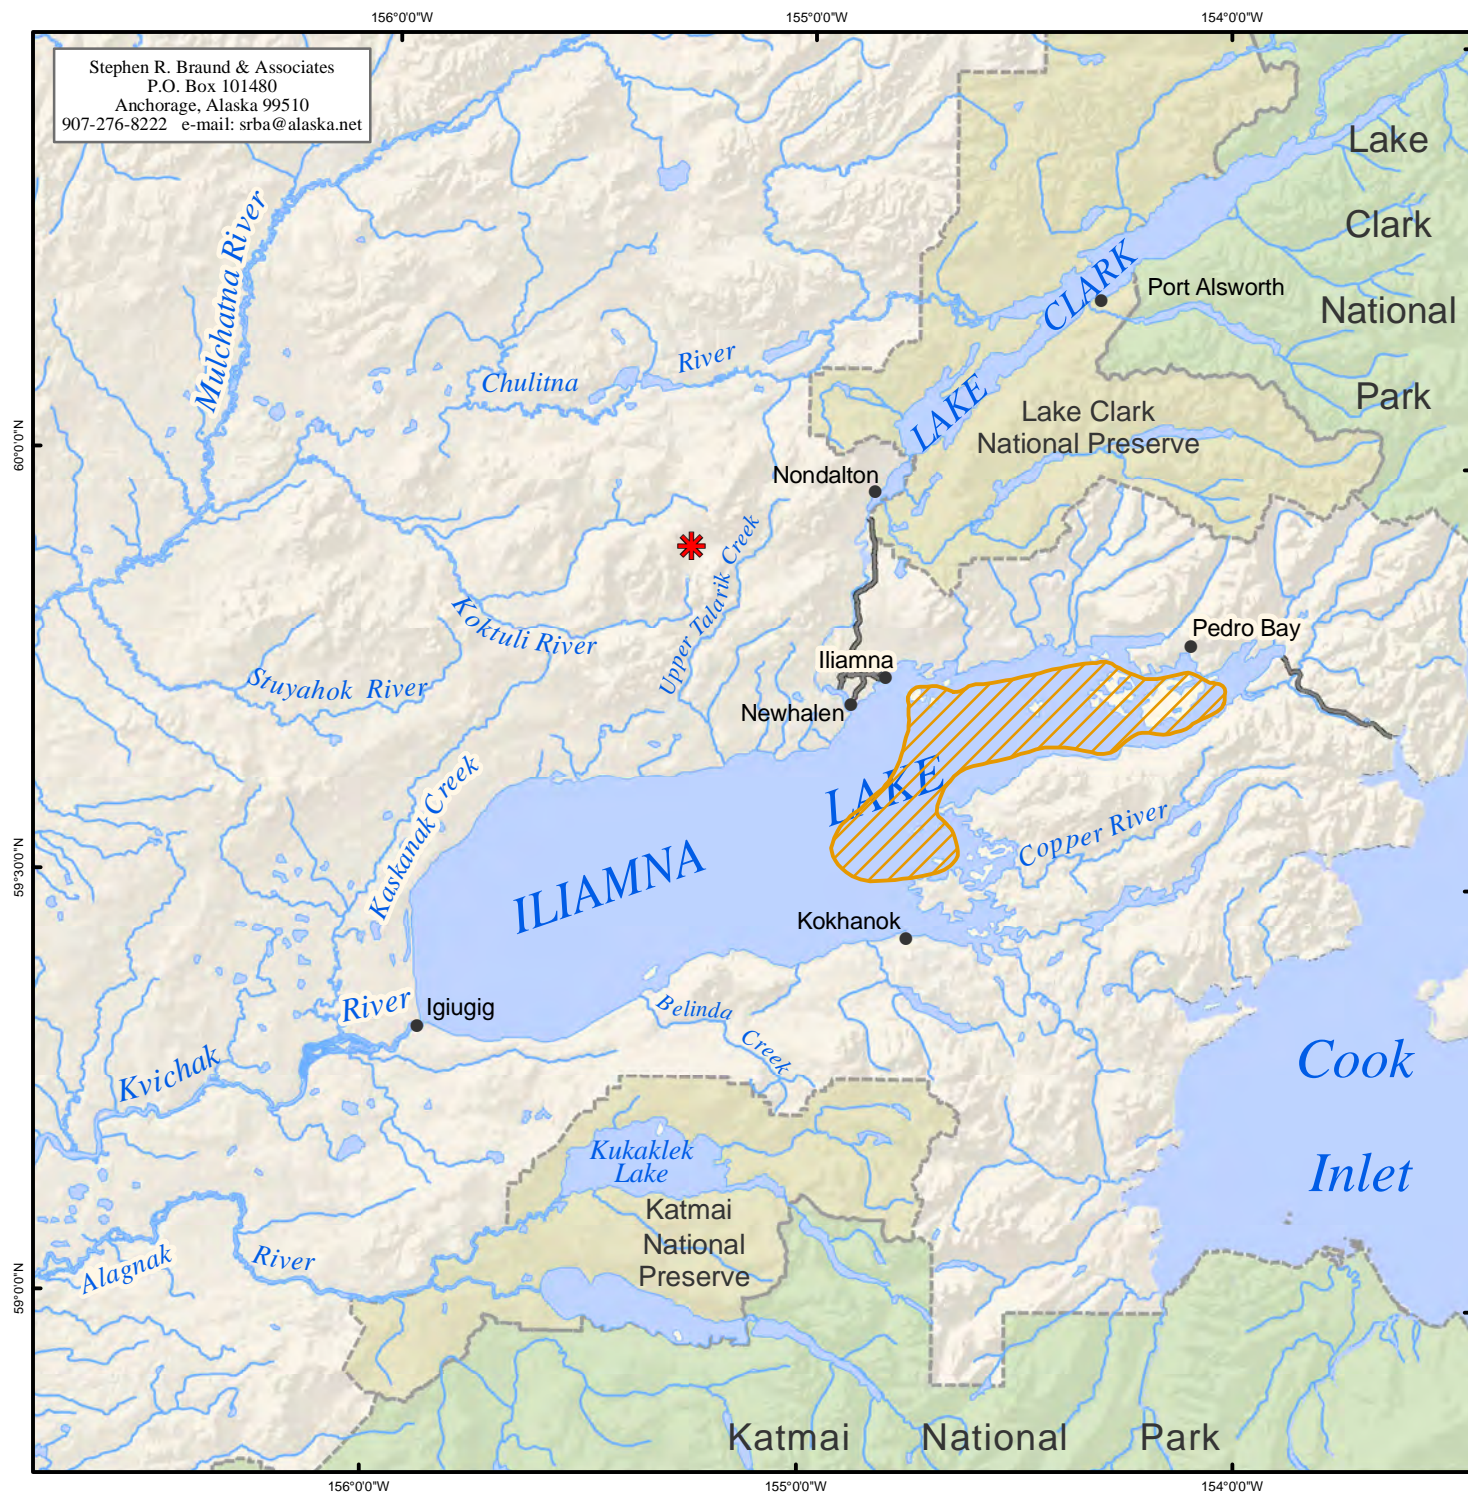 156°0'0"W
155°0'0"W
154°0'0"W
Stephen R. Braund & Associates
P.O. Box 101480
Anchorage, Alaska 99510
907-276-8222 e-mail: srba@alaska.net
Lake
Clark
National
Park
Mulchatna River
LAKE CLARK
Port Alsworth
Chulitna River
Lake Clark
National Preserve
60°0'0"N
Nondalton
Upper Talarik Creek
Koktuli River
Stuyahok River
Pedro Bay
Iliamna
Newhalen
Kaskanak Creek
ILIAMNA LAKE
Copper River
59°30'0"N
Kokhanok
Igiugig
Kvichak River
Belinda Creek
Cook
Inlet
Kukaklek
Lake
Katmai
National
Preserve
Alagnak River
59°0'0"N
Katmai National Park
156°0'0"W
155°0'0"W
154°0'0"W